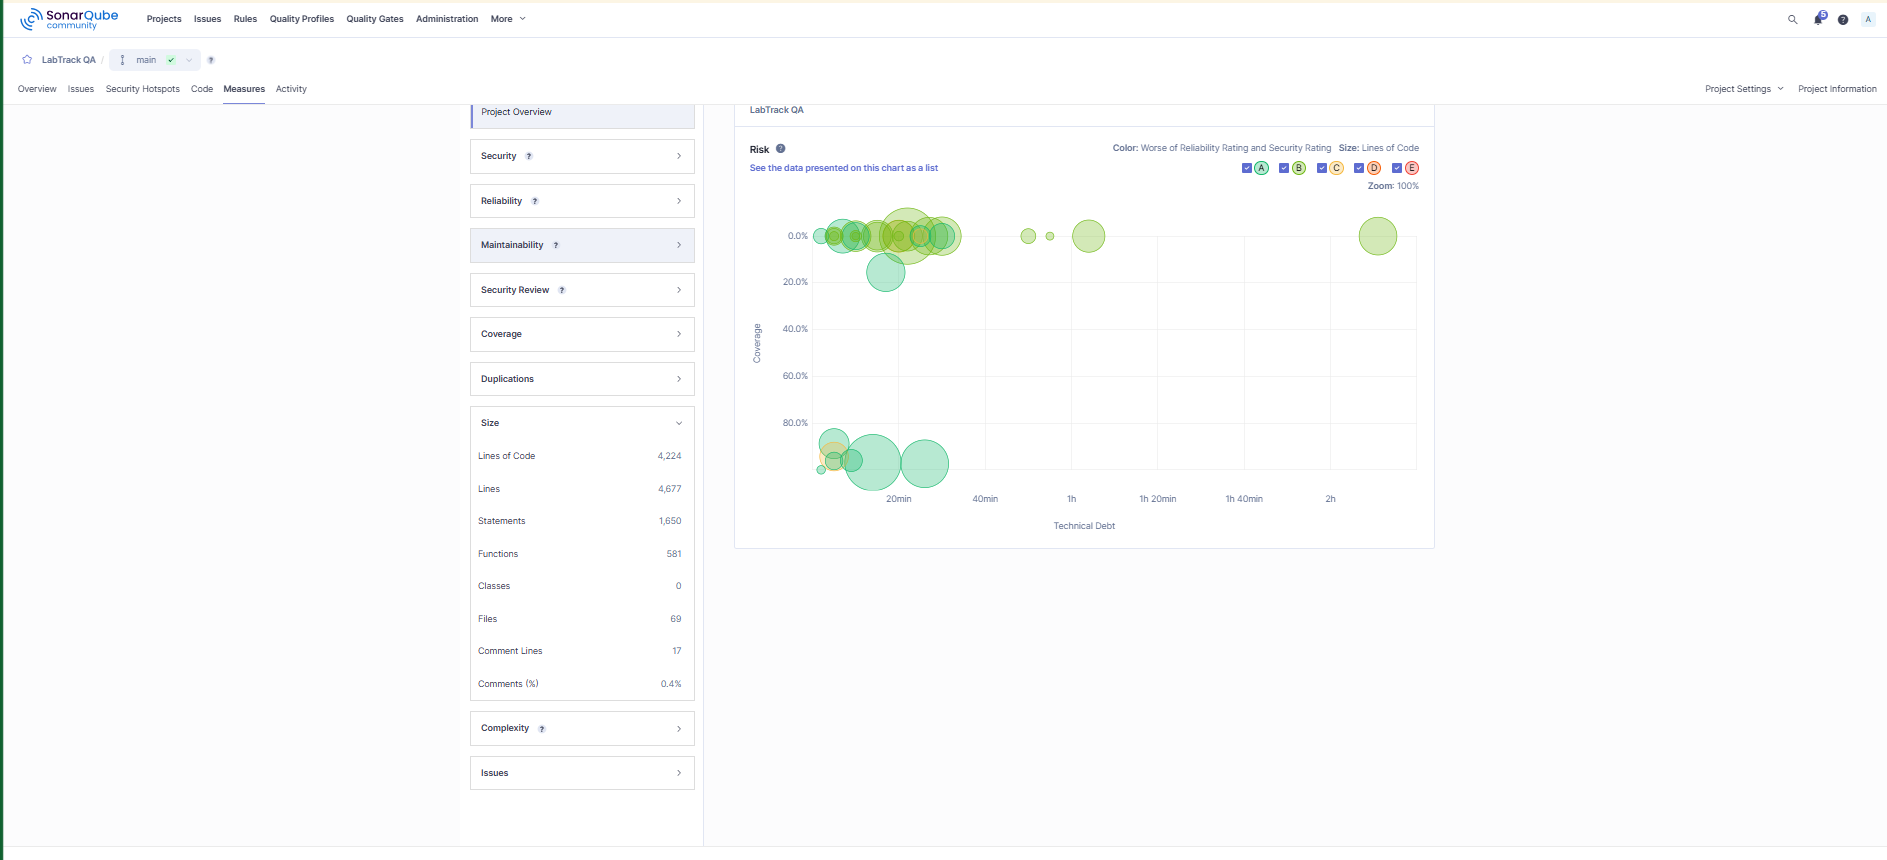 SonarQube
community
Projects Issues Rules Quality Profiles Quality Gates Administration More
5
?
A
LabTrack QA / main ?
Overview Issues Security Hotspots Code Measures Activity
Project Settings Project Information
Project Overview
Security ?
Reliability ?
Maintainability ?
Security Review ?
Coverage
Duplications
Size
Lines of Code 4,224
Lines 4,677
Statements 1,650
Functions 581
Classes 0
Files 69
Comment Lines 17
Comments (%) 0.4%
Complexity ?
Issues
LabTrack QA
Risk ?
Color: Worse of Reliability Rating and Security Rating Size: Lines of Code
See the data presented on this chart as a list
A B C D E
Zoom: 100%
0.0%
20.0%
40.0%
60.0%
80.0%
Coverage
20min 40min 1h 1h 20min 1h 40min 2h
Technical Debt